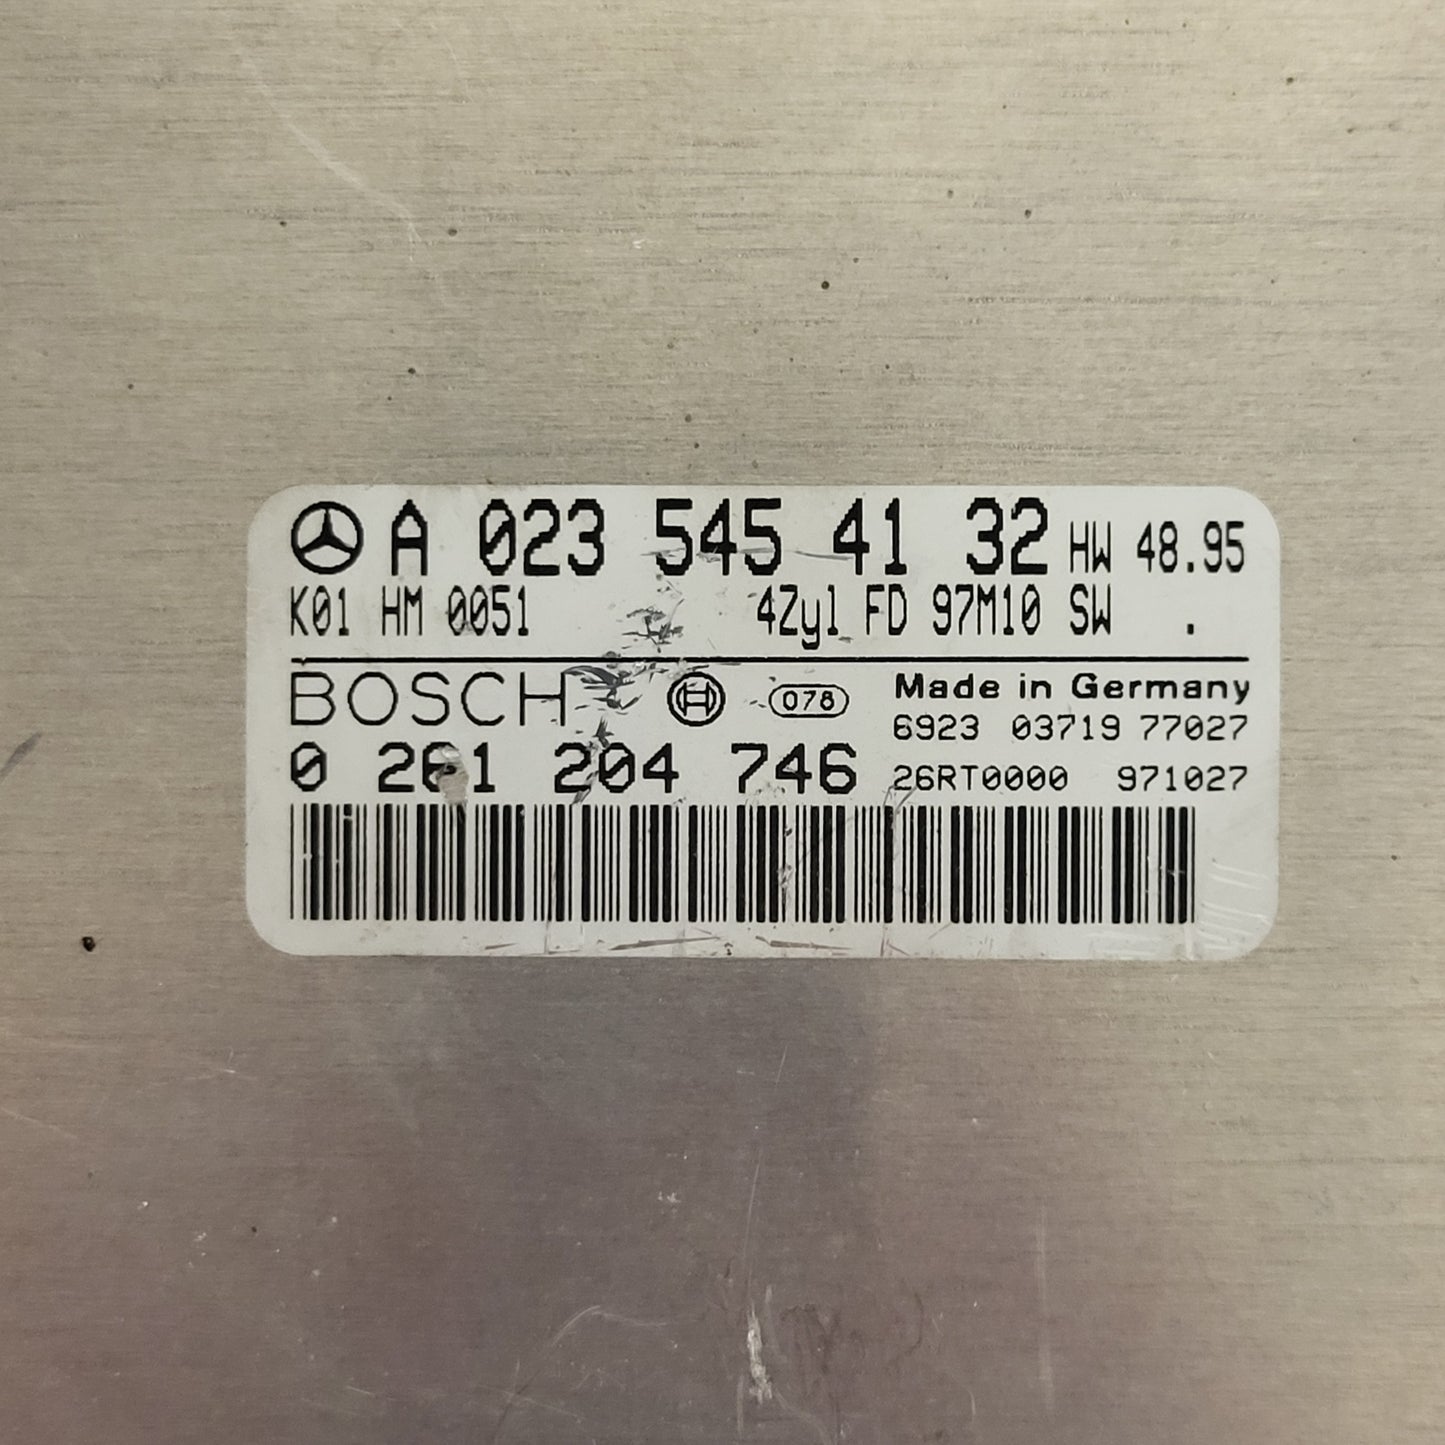 A 023 545 41 32 HW 48.95
K01 HM 0051 4Zyl FD 97M10 SW .
BOSCH 078 Made in Germany
6923 03719 77027
0 261 204 746 26RT0000 971027